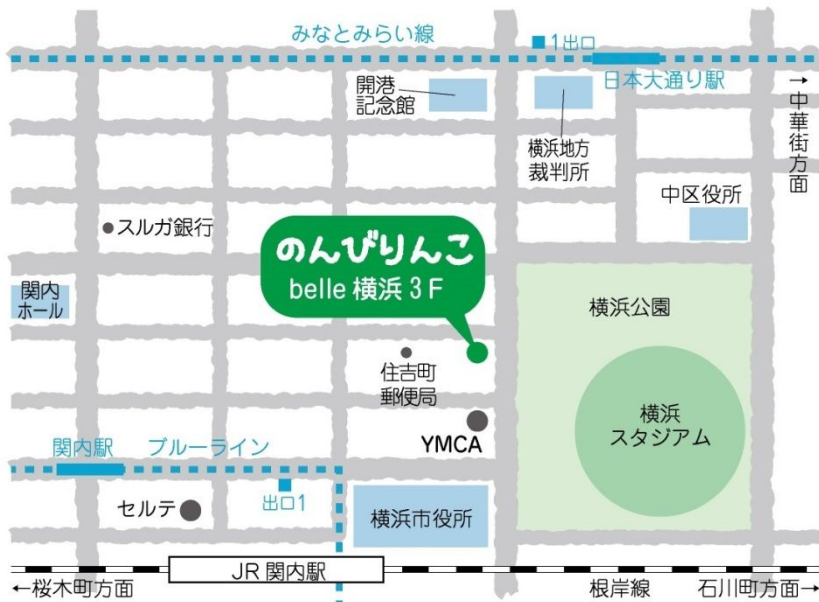 みなとみらい線
1出口
日本大通り駅
→中華街方面
開港
記念館
横浜地方
裁判所
中区役所
スルガ銀行
のんびりんこ
belle 横浜 3F
関内
ホール
横浜公園
住吉町
郵便局
横浜
スタジアム
YMCA
関内駅
ブルーライン
セルテ
出口1
横浜市役所
JR 関内駅
←桜木町方面
根岸線
石川町方面→